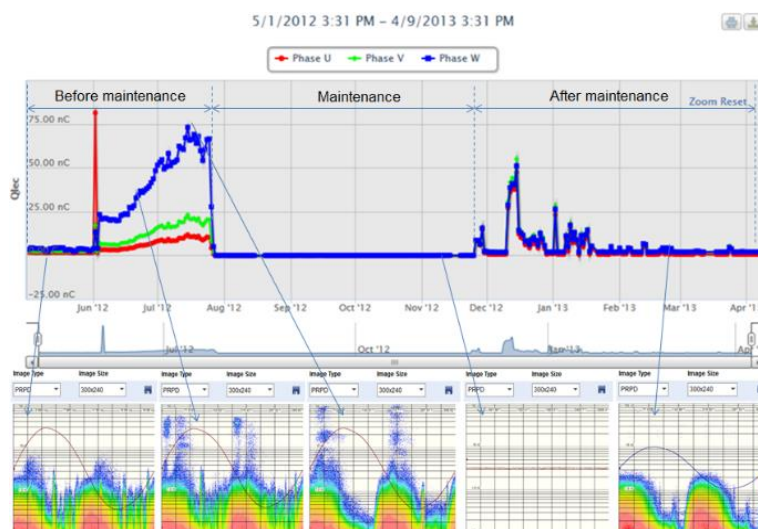 5/1/2012 3:31 PM – 4/9/2013 3:31 PM
Phase U Phase V Phase W
Before maintenance Maintenance After maintenance
Zoom Reset
75.00 nC
50.00 nC
25.00 nC
-25.00 nC
Qiec
Jun '12 Jul '12 Aug '12 Oct '12 Nov '12 Dec '12 Jan '13 Feb '13 Mar '13 Apr '1
Jul '12 Oct '12 Jan '13 Ap
Image Type Image Size Image Type Image Size Image Type Image Size Image Type Image Size Image Type Image Size
PRPD 300x240 PRPD 300x240 PRPD 300x240 PRPD 300x240 PRPD 300x240